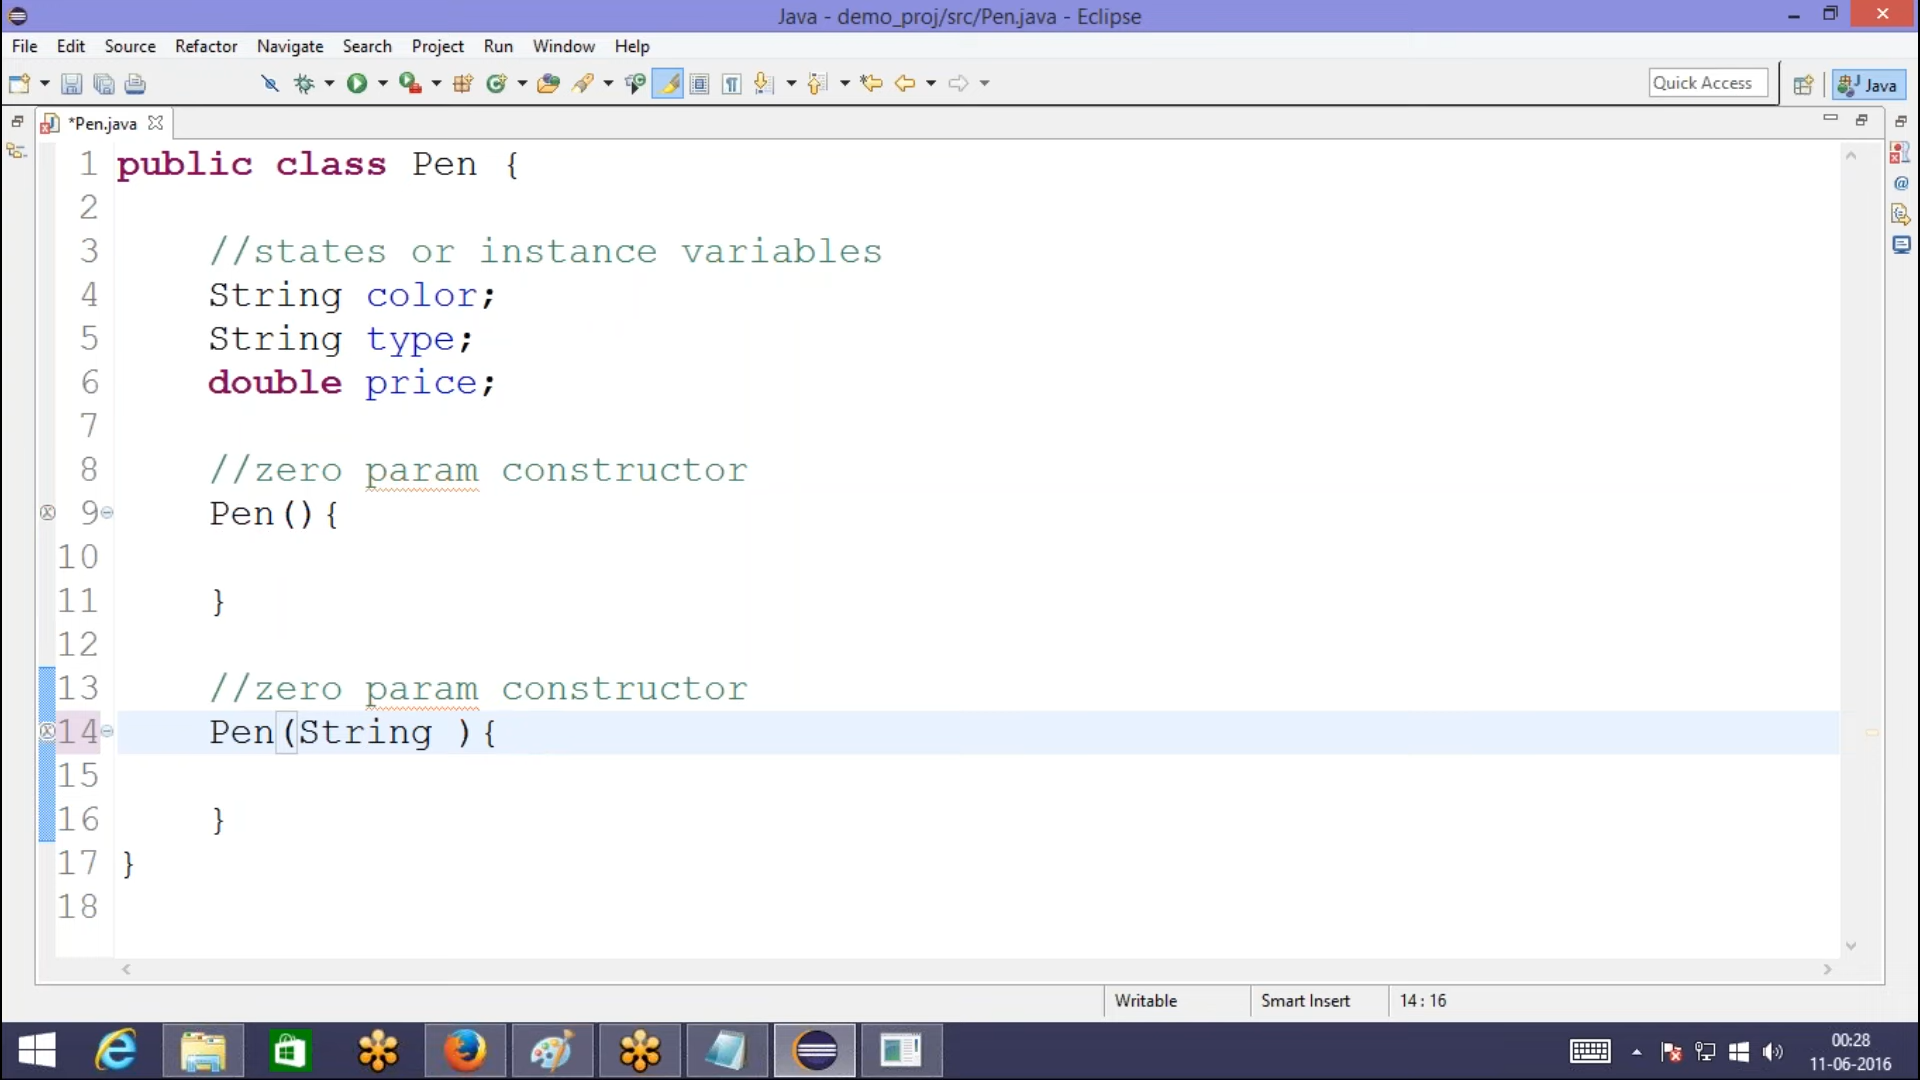 Java - demo_proj/src/Pen.java - Eclipse
File Edit Source Refactor Navigate Search Project Run Window Help
Quick Access Java
*Pen.java
1 public class Pen {
2
3 //states or instance variables
4 String color;
5 String type;
6 double price;
7
8 //zero param constructor
9 Pen(){
10
11 }
12
13 //zero param constructor
14 Pen(String ){
15
16 }
17 }
18
Writable Smart Insert 14 : 16
00:28
11-06-2016